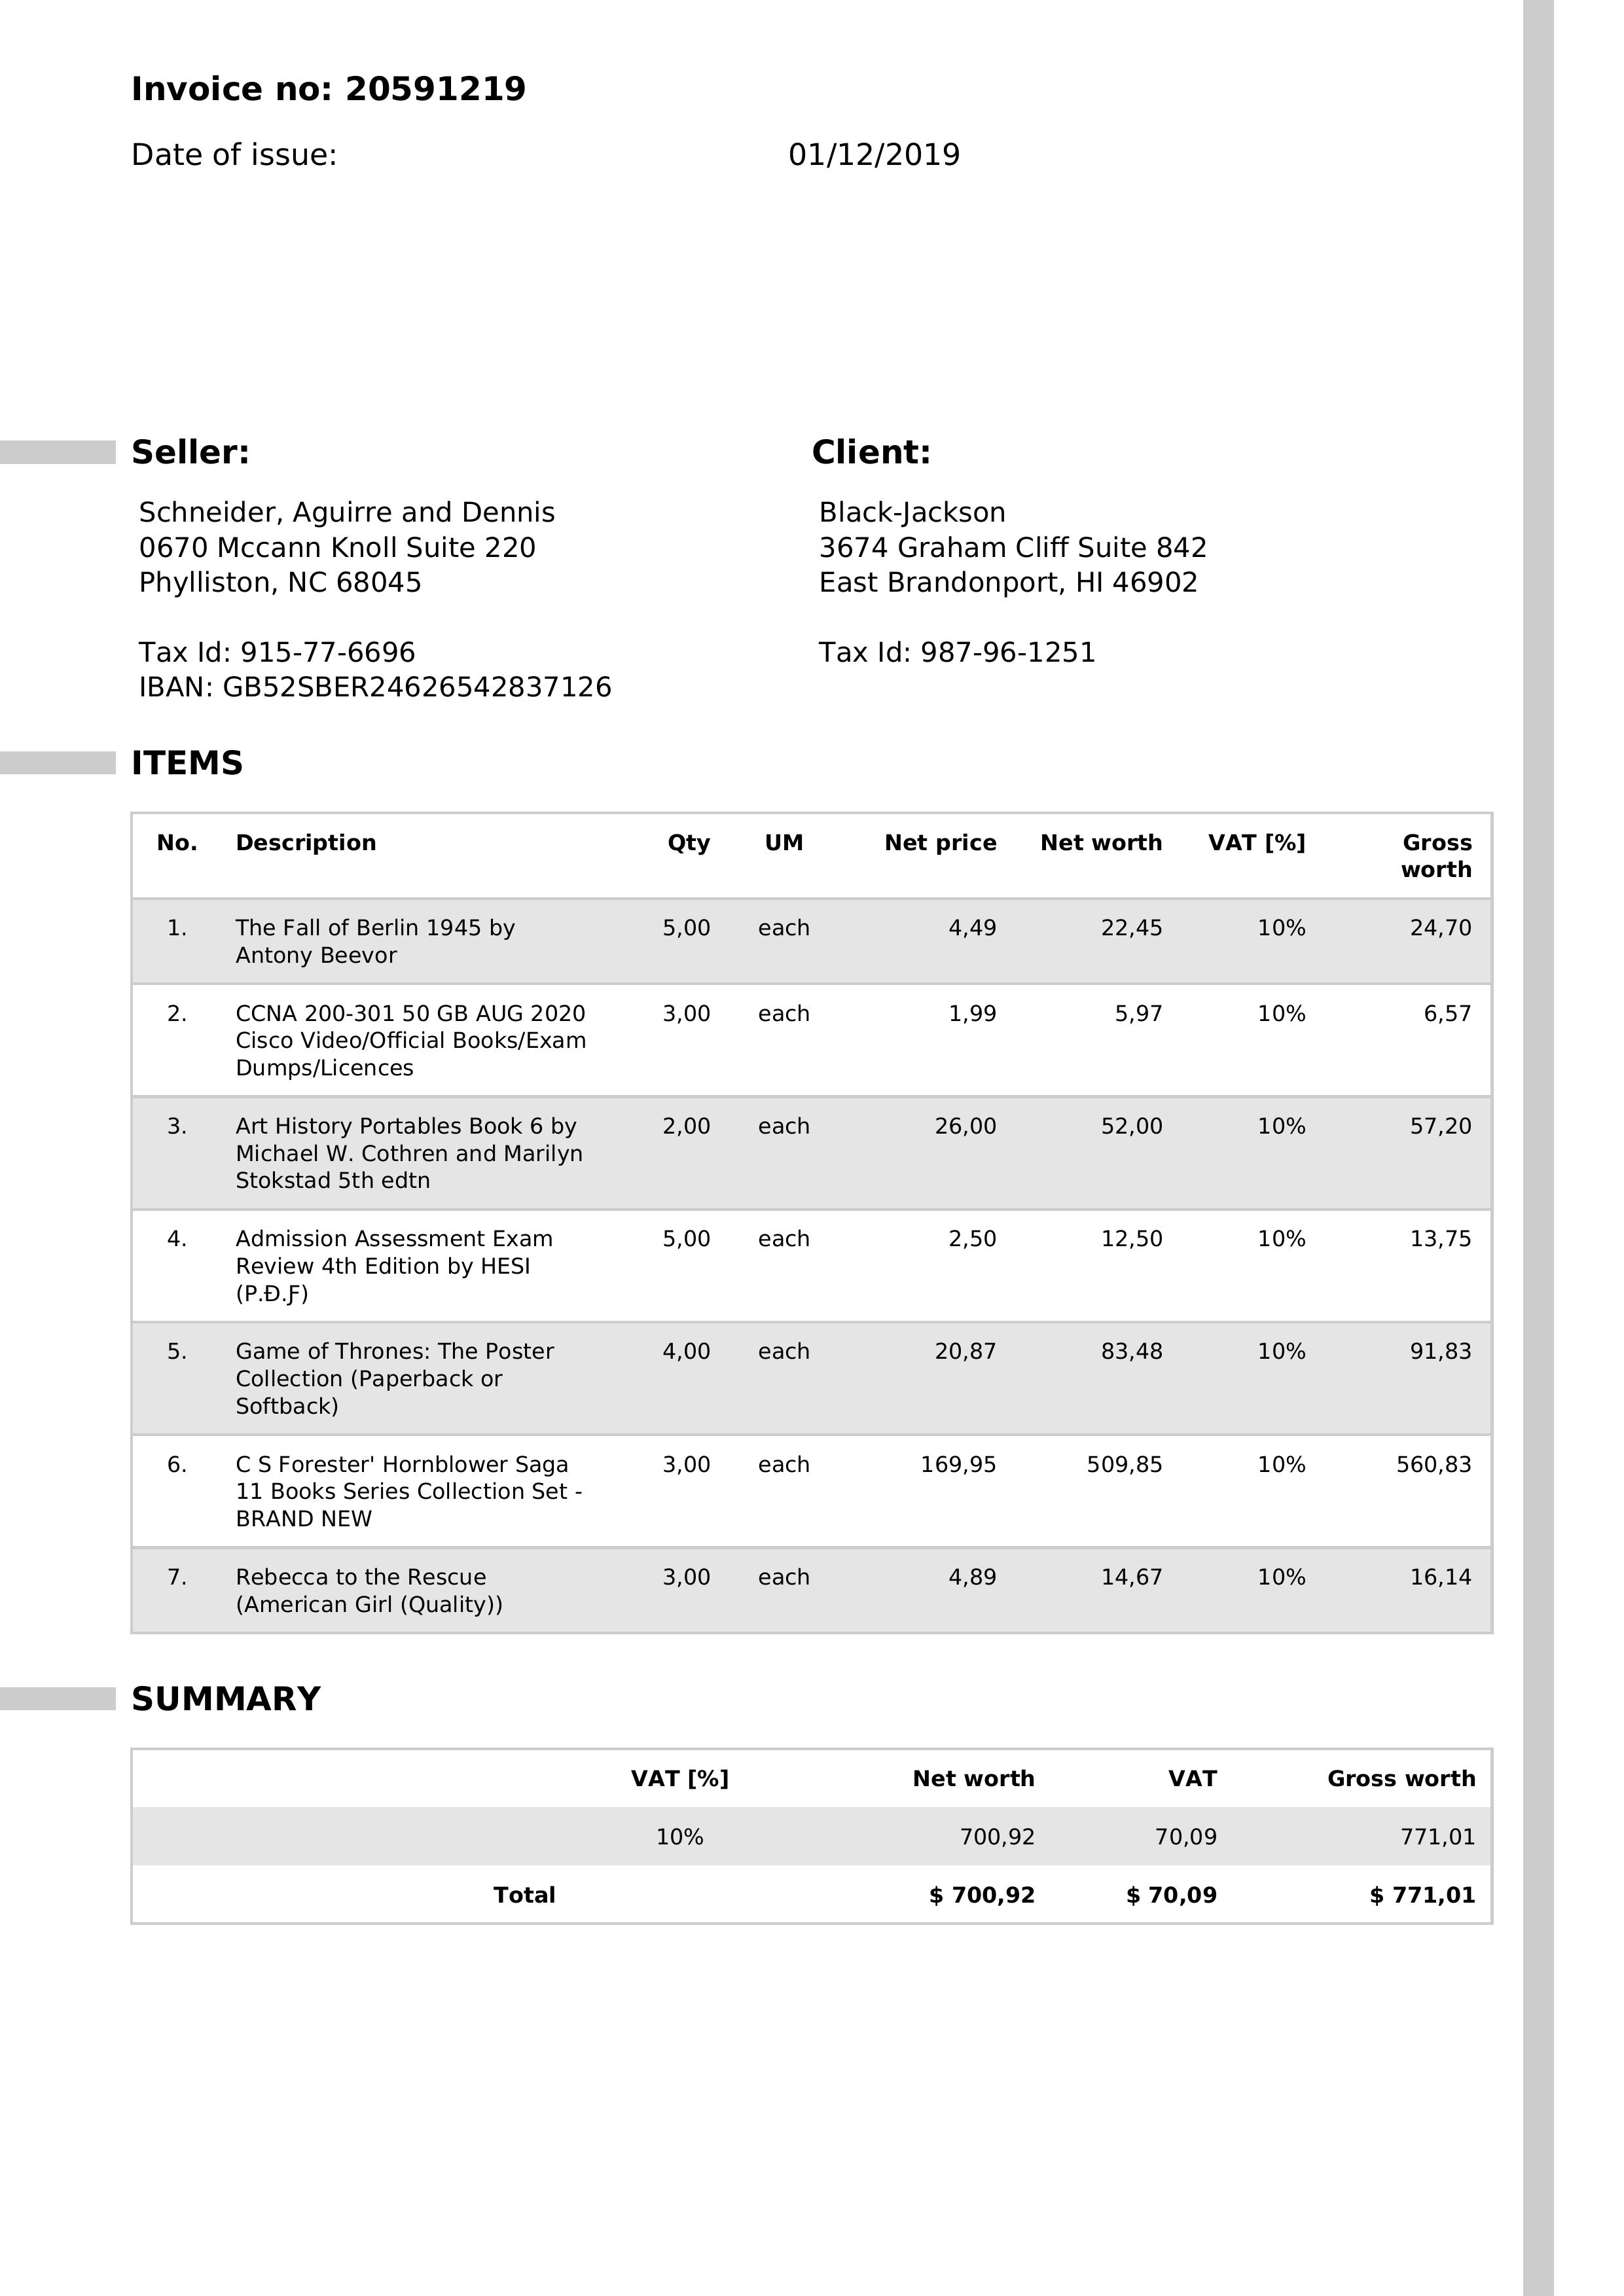 Invoice no: 20591219
Date of issue: 01/12/2019
Seller:
Schneider, Aguirre and Dennis
0670 Mccann Knoll Suite 220
Phylliston, NC 68045
Tax Id: 915-77-6696
IBAN: GB52SBER24626542837126
Client:
Black-Jackson
3674 Graham Cliff Suite 842
East Brandonport, HI 46902
Tax Id: 987-96-1251
ITEMS
No. Description Qty UM Net price Net worth VAT [%] Gross
worth
1. The Fall of Berlin 1945 by 5,00 each 4,49 22,45 10% 24,70
Antony Beevor
2. CCNA 200-301 50 GB AUG 2020 3,00 each 1,99 5,97 10% 6,57
Cisco Video/Official Books/Exam
Dumps/Licences
3. Art History Portables Book 6 by 2,00 each 26,00 52,00 10% 57,20
Michael W. Cothren and Marilyn
Stokstad 5th edtn
4. Admission Assessment Exam 5,00 each 2,50 12,50 10% 13,75
Review 4th Edition by HESI
(P.Đ.Ƒ)
5. Game of Thrones: The Poster 4,00 each 20,87 83,48 10% 91,83
Collection (Paperback or
Softback)
6. C S Forester' Hornblower Saga 3,00 each 169,95 509,85 10% 560,83
11 Books Series Collection Set -
BRAND NEW
7. Rebecca to the Rescue 3,00 each 4,89 14,67 10% 16,14
(American Girl (Quality))
SUMMARY
VAT [%] Net worth VAT Gross worth
10% 700,92 70,09 771,01
Total $ 700,92 $ 70,09 $ 771,01